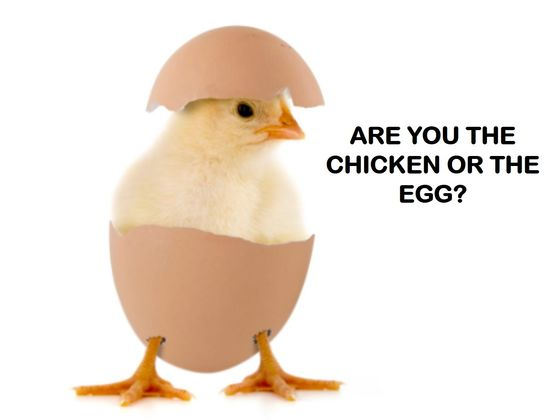 ARE YOU THE
CHICKEN OR THE
EGG?